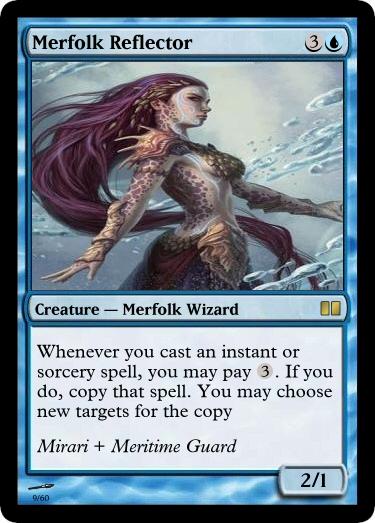 Merfolk Reflector 3
Creature — Merfolk Wizard
Whenever you cast an instant or
sorcery spell, you may pay 3. If you
do, copy that spell. You may choose
new targets for the copy
Mirari + Meritime Guard
2/1
9/60